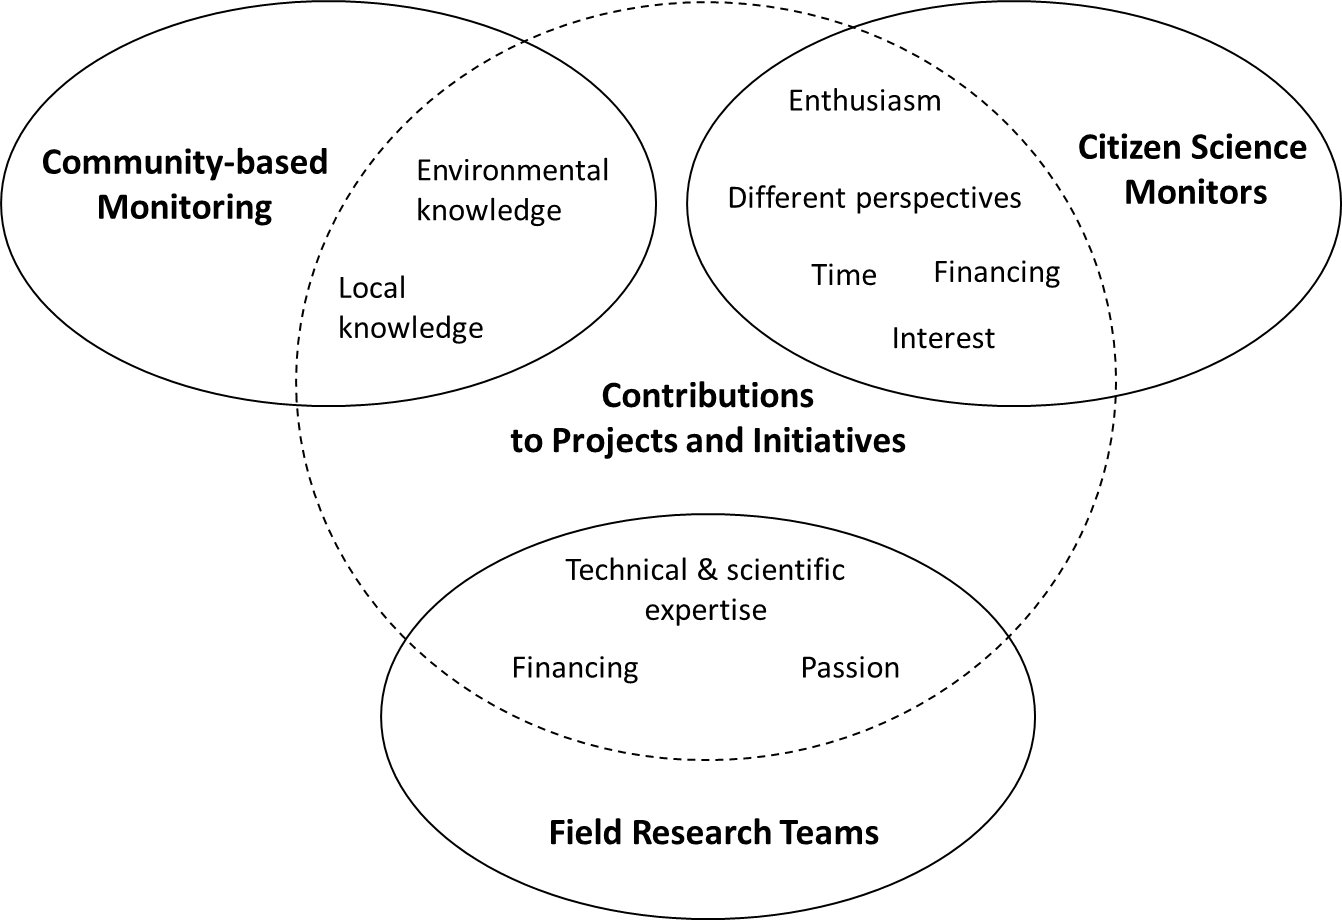 Community-based
Monitoring
Environmental
knowledge
Local
knowledge
Enthusiasm
Different perspectives
Time
Financing
Interest
Citizen Science
Monitors
Contributions
to Projects and Initiatives
Technical & scientific
expertise
Financing
Passion
Field Research Teams